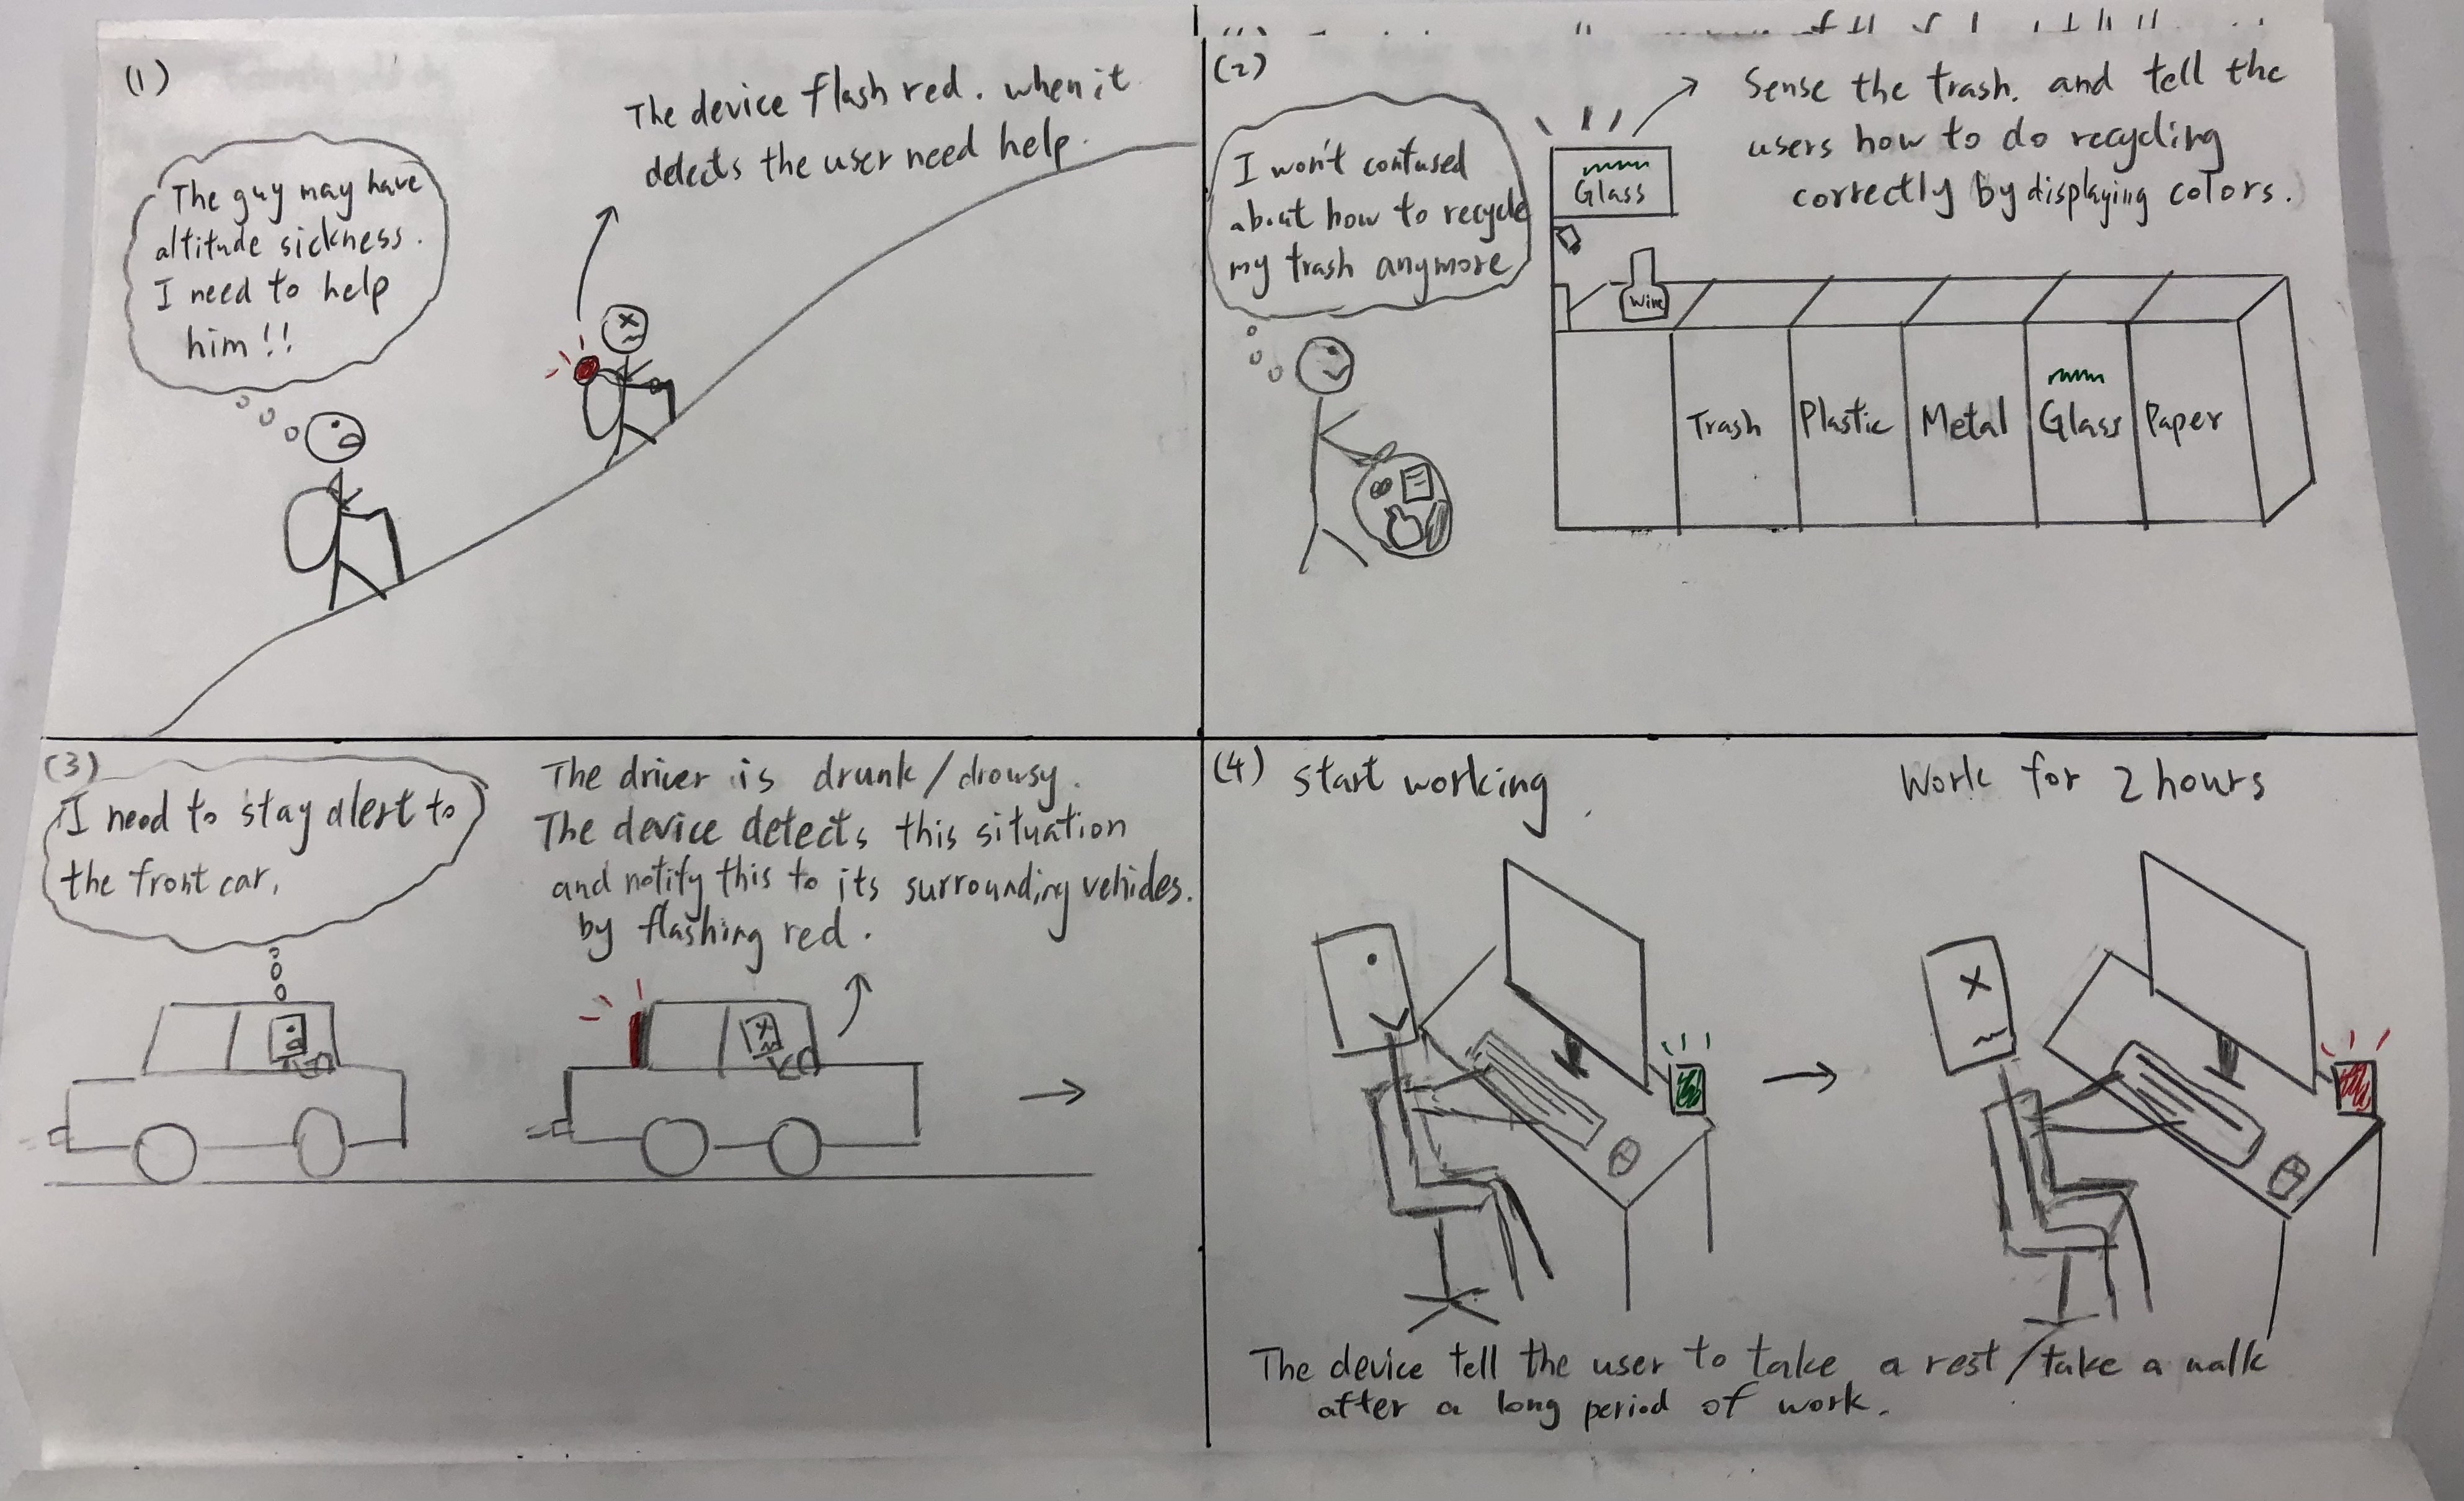 (1)
The device flash red. when it
detects the user need help.
The guy may have
altitude sickness.
I need to help
him!!
(2)
Sense the trash. and tell the
users how to do recycling
correctly by displaying colors.
I won't confused
about how to recycle
my trash anymore
Glass
Wine
Trash
Plastic
Metal
Glass
Paper
(3)
I need to stay alert to
the front car.
The driver is drunk/drowsy.
The device detects this situation
and notify this to its surrounding vehicles.
by flashing red.
(4) start working
Work for 2 hours
The device tell the user to take a rest/take a walk
after a long period of work.